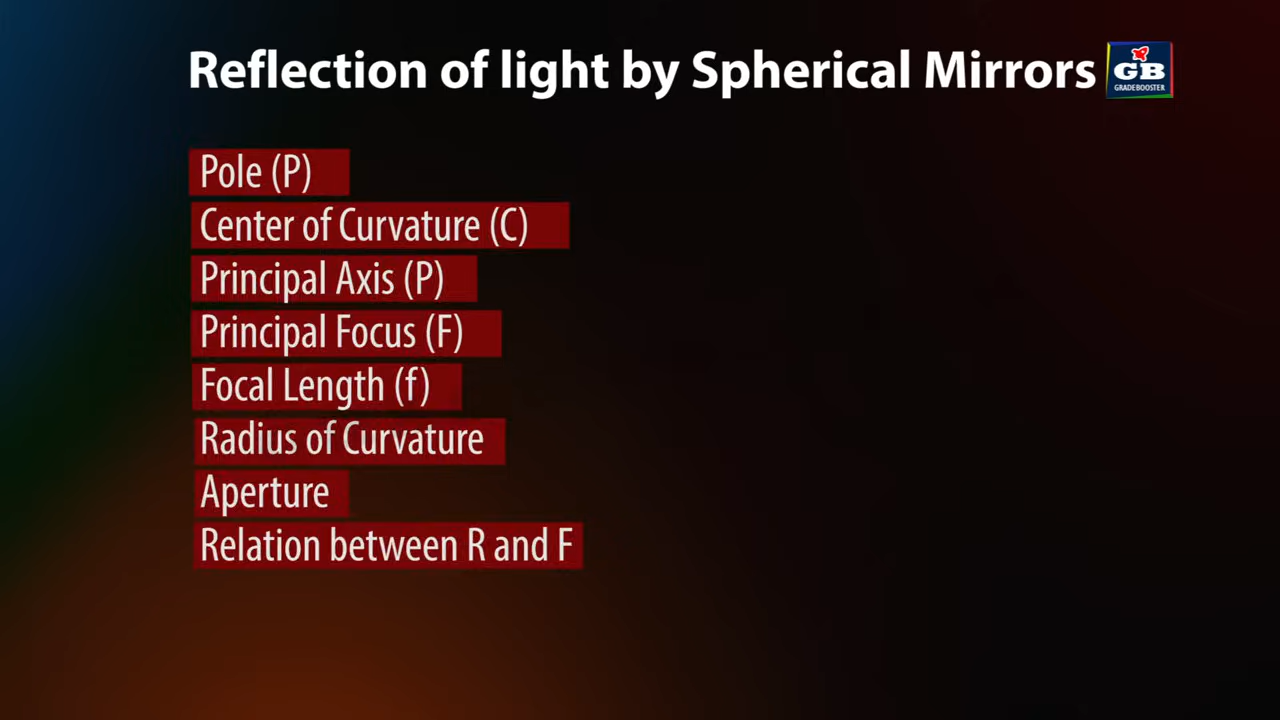 Reflection of light by Spherical Mirrors
GB
GRADEBOOSTER
Pole (P)
Center of Curvature (C)
Principal Axis (P)
Principal Focus (F)
Focal Length (f)
Radius of Curvature
Aperture
Relation between R and F